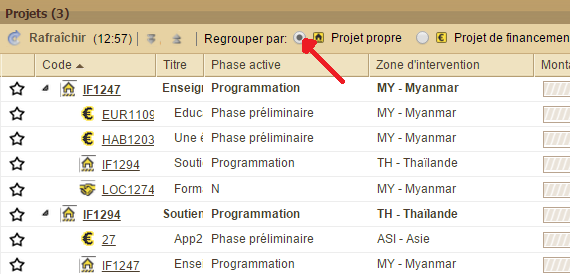 Projets (3)
Rafraîchir (12:57) Regrouper par: Projet propre € Projet de financemen
Code Titre Phase active Zone d'intervention Monta
IF1247 Enseig Programmation MY - Myanmar
€ EUR1109 Educ Phase préliminaire MY - Myanmar
€ HAB1203 Une é Phase préliminaire MY - Myanmar
IF1294 Souti Programmation TH - Thaïlande
LOC1274 Form N MY - Myanmar
IF1294 Soutien Programmation TH - Thaïlande
€ 27 App2 Phase préliminaire ASI - Asie
IF1247 Ense Programmation MY - Myanmar